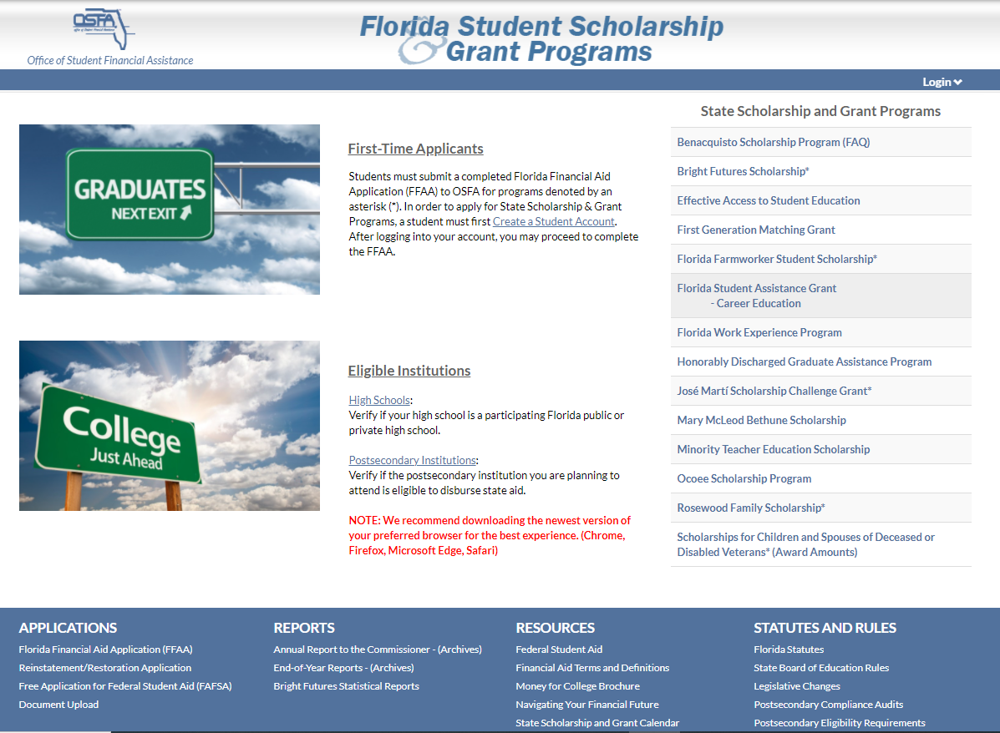 OSFA
Office of Student Financial Assistance
Office of Student Financial Assistance
Florida Student Scholarship
& Grant Programs
Login
GRADUATES
NEXT EXIT
First-Time Applicants
Students must submit a completed Florida Financial Aid
Application (FFAA) to OSFA for programs denoted by an
asterisk (*). In order to apply for State Scholarship & Grant
Programs, a student must first Create a Student Account.
After logging into your account, you may proceed to complete
the FFAA.
College
Just Ahead
Eligible Institutions
High Schools:
Verify if your high school is a participating Florida public or
private high school.
Postsecondary Institutions:
Verify if the postsecondary institution you are planning to
attend is eligible to disburse state aid.
NOTE: We recommend downloading the newest version of
your preferred browser for the best experience. (Chrome,
Firefox, Microsoft Edge, Safari)
State Scholarship and Grant Programs
Benacquisto Scholarship Program (FAQ)
Bright Futures Scholarship*
Effective Access to Student Education
First Generation Matching Grant
Florida Farmworker Student Scholarship*
Florida Student Assistance Grant
- Career Education
Florida Work Experience Program
Honorably Discharged Graduate Assistance Program
José Martí Scholarship Challenge Grant*
Mary McLeod Bethune Scholarship
Minority Teacher Education Scholarship
Ocoee Scholarship Program
Rosewood Family Scholarship*
Scholarships for Children and Spouses of Deceased or
Disabled Veterans* (Award Amounts)
APPLICATIONS
Florida Financial Aid Application (FFAA)
Reinstatement/Restoration Application
Free Application for Federal Student Aid (FAFSA)
Document Upload
REPORTS
Annual Report to the Commissioner - (Archives)
End-of-Year Reports - (Archives)
Bright Futures Statistical Reports
RESOURCES
Federal Student Aid
Financial Aid Terms and Definitions
Money for College Brochure
Navigating Your Financial Future
State Scholarship and Grant Calendar
STATUTES AND RULES
Florida Statutes
State Board of Education Rules
Legislative Changes
Postsecondary Compliance Audits
Postsecondary Eligibility Requirements